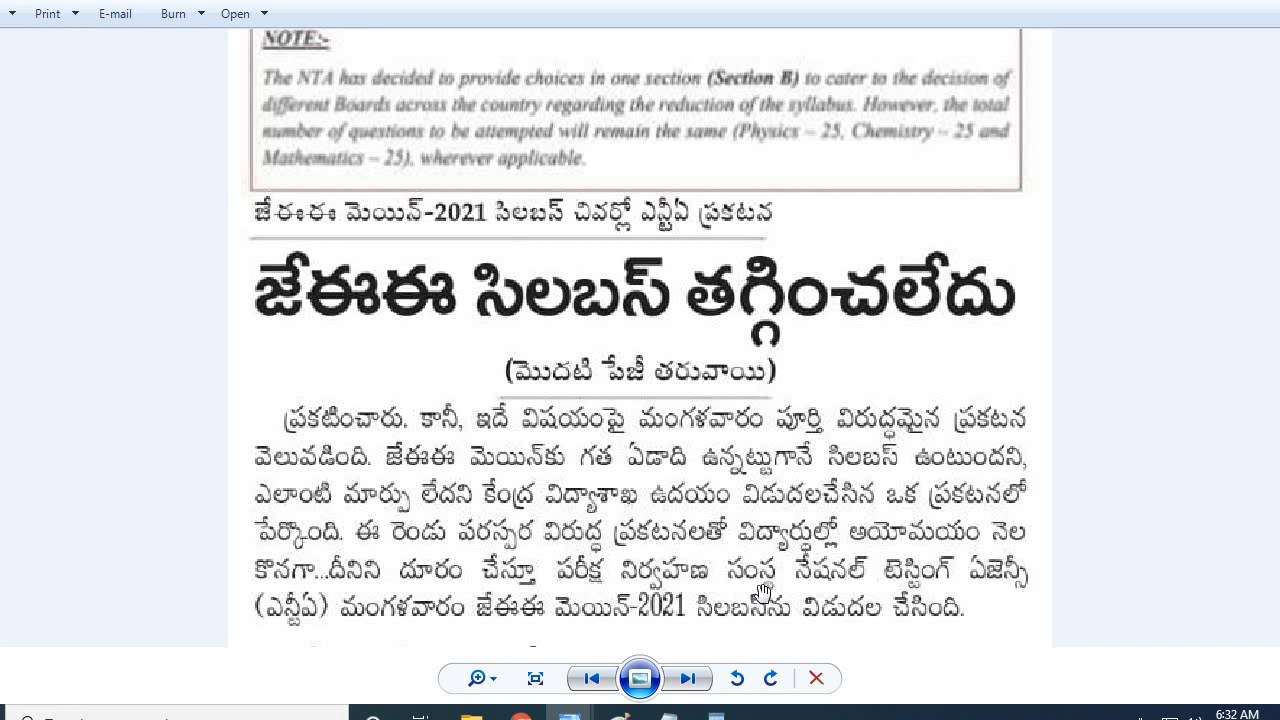 Print E-mail Burn Open
NOTE:-
The NTA has decided to provide choices in one section (Section B) to cater to the decision of
different Boards across the country regarding the reduction of the syllabus. However, the total
number of questions to be attempted will remain the same (Physics – 25, Chemistry – 25 and
Mathematics – 25), wherever applicable.
జేఈఈ మెయిన్-2021 సిలబస్ చివర్లో ఎన్టీఏ ప్రకటన
జేఈఈ సిలబస్ తగ్గించలేదు
(మొదటి పేజీ తరువాయి)
ప్రకటించారు. కానీ, ఇదే విషయంపై మంగళవారం పూర్తి విరుద్ధమైన ప్రకటన
వెలువడింది. జేఈఈ మెయిన్‌కు గత ఏడాది ఉన్నట్టుగానే సిలబస్ ఉంటుందని,
ఎలాంటి మార్పు లేదని కేంద్ర విద్యాశాఖ ఉదయం విడుదలచేసిన ఒక ప్రకటనలో
పేర్కొంది. ఈ రెండు పరస్పర విరుద్ధ ప్రకటనలతో విద్యార్థుల్లో అయోమయం నెల
కొనగా...దీనిని దూరం చేస్తూ పరీక్ష నిర్వహణ సంస్థ నేషనల్ టెస్టింగ్ ఏజెన్సీ
(ఎన్టీఏ) మంగళవారం జేఈఈ మెయిన్-2021 సిలబస్‌ను విడుదల చేసింది.
6:32 AM